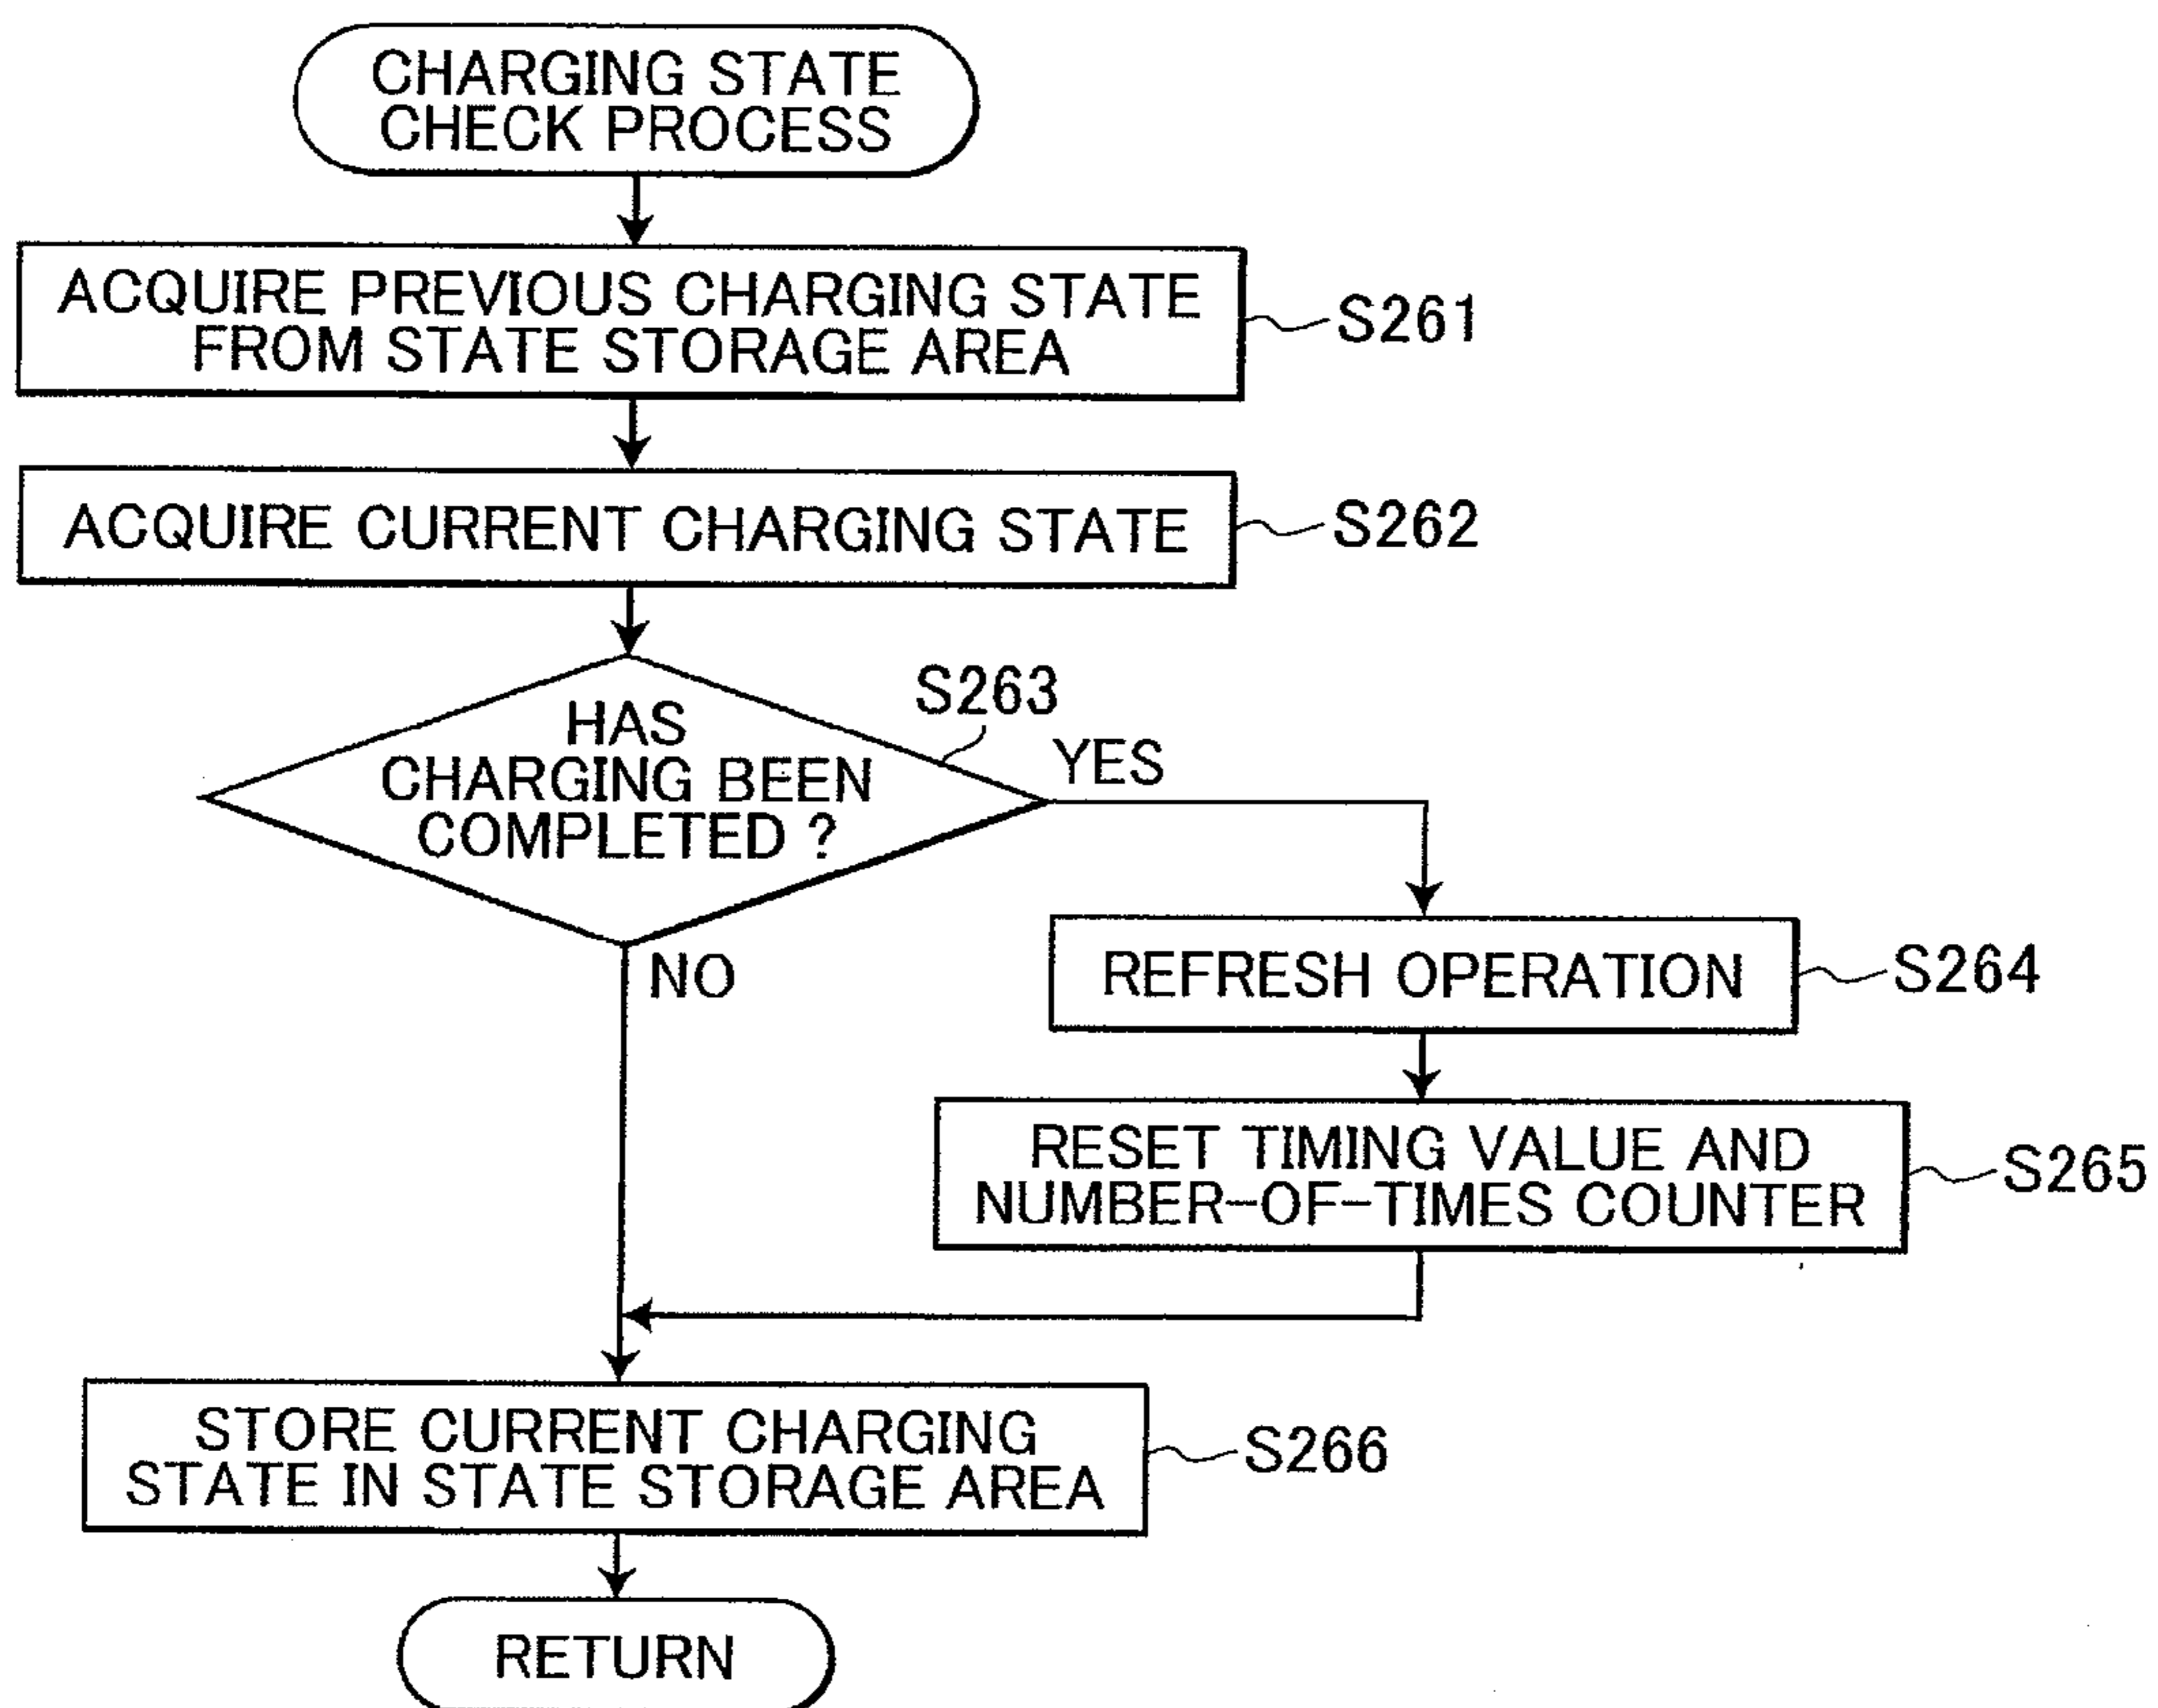 CHARGING STATE
CHECK PROCESS
ACQUIRE PREVIOUS CHARGING STATE
FROM STATE STORAGE AREA
S261
ACQUIRE CURRENT CHARGING STATE
S262
HAS
CHARGING BEEN
COMPLETED ?
S263
YES
NO
REFRESH OPERATION
S264
RESET TIMING VALUE AND
NUMBER-OF-TIMES COUNTER
S265
STORE CURRENT CHARGING
STATE IN STATE STORAGE AREA
S266
RETURN